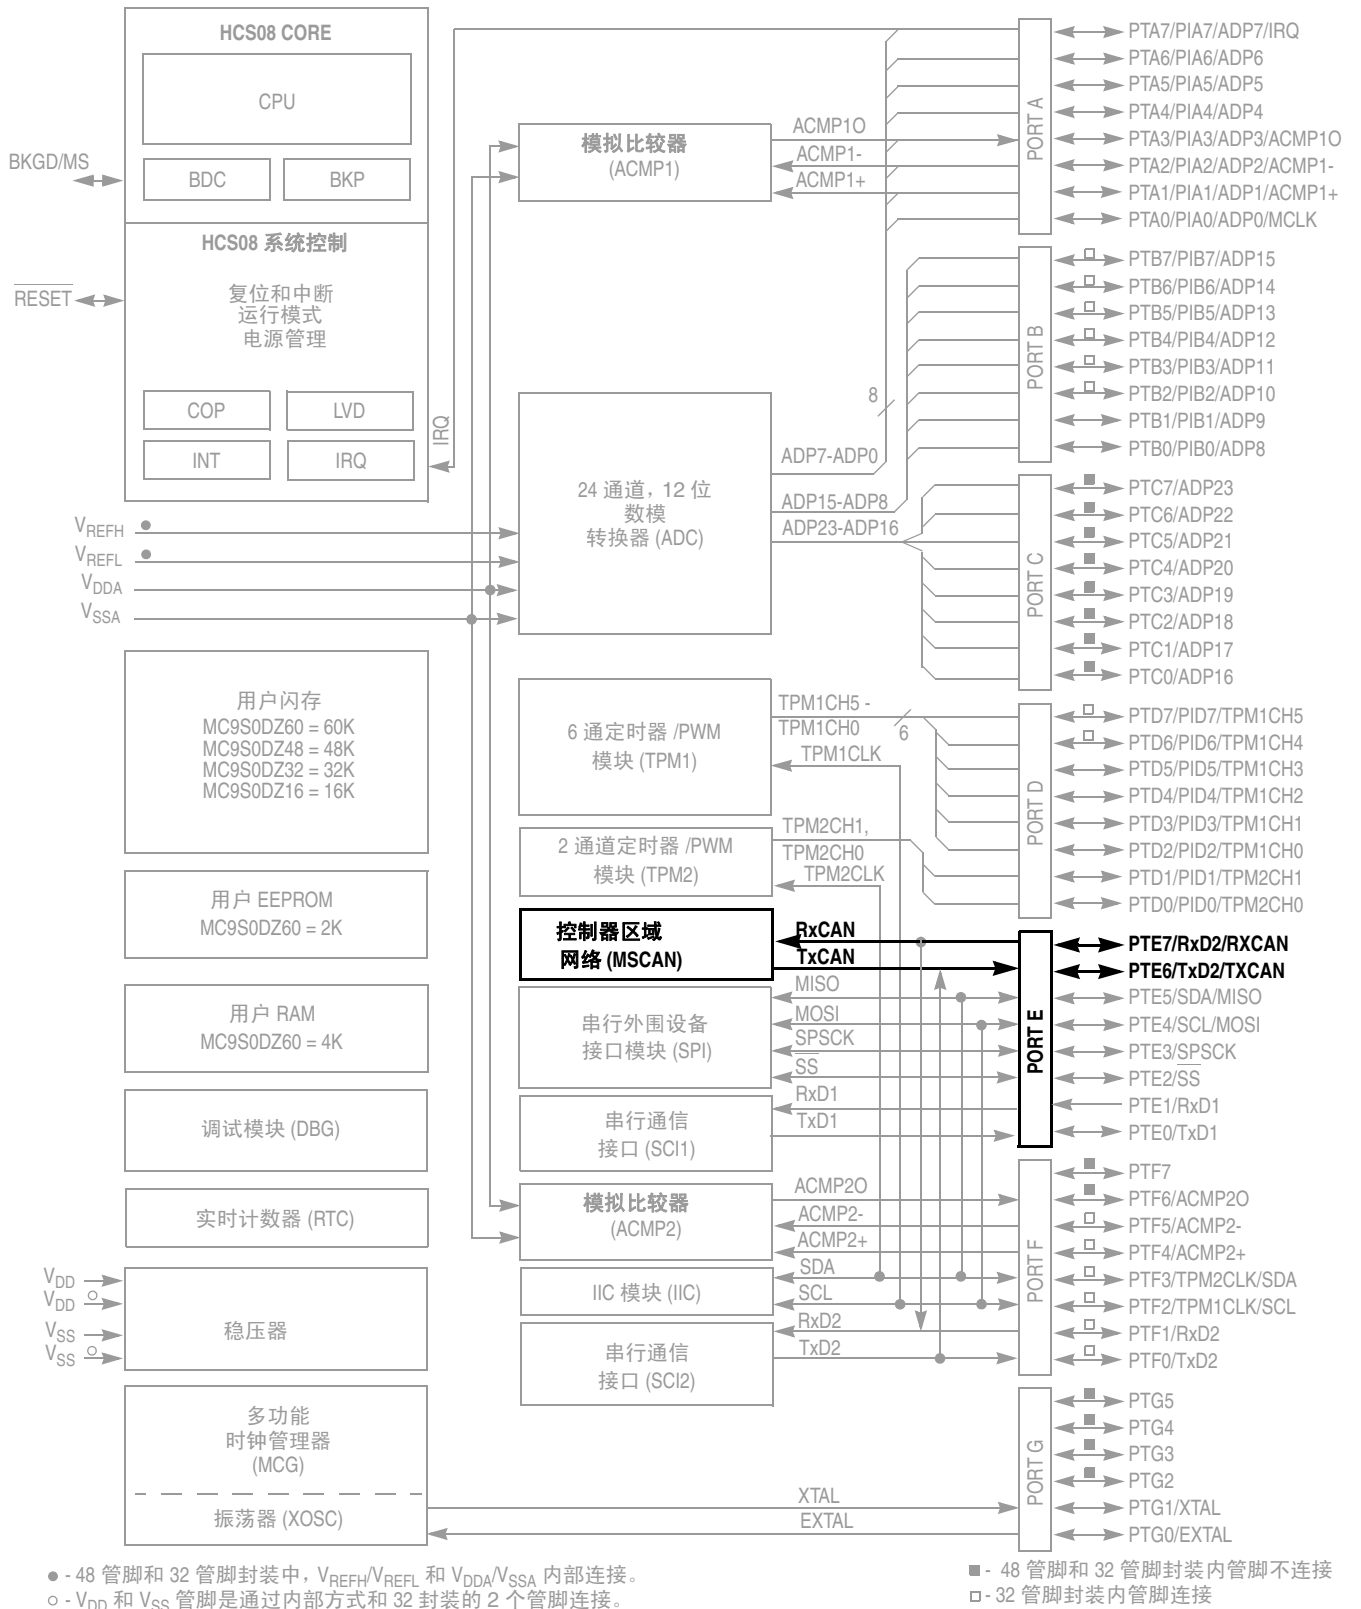 HCS08 CORE
CPU
BDC
BKP
BKGD/MS
HCS08 系统控制
RESET
复位和中断
运行模式
电源管理
COP
LVD
INT
IRQ
IRQ
VREFH
VREFL
VDDA
VSSA
用户闪存
MC9S0DZ60 = 60K
MC9S0DZ48 = 48K
MC9S0DZ32 = 32K
MC9S0DZ16 = 16K
用户 EEPROM
MC9S0DZ60 = 2K
用户 RAM
MC9S0DZ60 = 4K
调试模块 (DBG)
实时计数器 (RTC)
VDD
VDD
VSS
VSS
稳压器
多功能
时钟管理器
(MCG)
振荡器 (XOSC)
模拟比较器
(ACMP1)
ACMP1O
ACMP1-
ACMP1+
24 通道, 12 位
数模
转换器 (ADC)
8
ADP7-ADP0
ADP15-ADP8
ADP23-ADP16
6 通定时器 /PWM
模块 (TPM1)
TPM1CH5 -
TPM1CH0
6
TPM1CLK
2 通道定时器 /PWM
模块 (TPM2)
TPM2CH1,
TPM2CH0
TPM2CLK
控制器区域
网络 (MSCAN)
RxCAN
TxCAN
串行外围设备
接口模块 (SPI)
MISO
MOSI
SPSCK
SS
串行通信
接口 (SCI1)
RxD1
TxD1
模拟比较器
(ACMP2)
ACMP2O
ACMP2-
ACMP2+
IIC 模块 (IIC)
SDA
SCL
串行通信
接口 (SCI2)
RxD2
TxD2
XTAL
EXTAL
PORT A
PTA7/PIA7/ADP7/IRQ
PTA6/PIA6/ADP6
PTA5/PIA5/ADP5
PTA4/PIA4/ADP4
PTA3/PIA3/ADP3/ACMP1O
PTA2/PIA2/ADP2/ACMP1-
PTA1/PIA1/ADP1/ACMP1+
PTA0/PIA0/ADP0/MCLK
PORT B
PTB7/PIB7/ADP15
PTB6/PIB6/ADP14
PTB5/PIB5/ADP13
PTB4/PIB4/ADP12
PTB3/PIB3/ADP11
PTB2/PIB2/ADP10
PTB1/PIB1/ADP9
PTB0/PIB0/ADP8
PORT C
PTC7/ADP23
PTC6/ADP22
PTC5/ADP21
PTC4/ADP20
PTC3/ADP19
PTC2/ADP18
PTC1/ADP17
PTC0/ADP16
PORT D
PTD7/PID7/TPM1CH5
PTD6/PID6/TPM1CH4
PTD5/PID5/TPM1CH3
PTD4/PID4/TPM1CH2
PTD3/PID3/TPM1CH1
PTD2/PID2/TPM1CH0
PTD1/PID1/TPM2CH1
PTD0/PID0/TPM2CH0
PORT E
PTE7/RxD2/RXCAN
PTE6/TxD2/TXCAN
PTE5/SDA/MISO
PTE4/SCL/MOSI
PTE3/SPSCK
PTE2/SS
PTE1/RxD1
PTE0/TxD1
PORT F
PTF7
PTF6/ACMP2O
PTF5/ACMP2-
PTF4/ACMP2+
PTF3/TPM2CLK/SDA
PTF2/TPM1CLK/SCL
PTF1/RxD2
PTF0/TxD2
PORT G
PTG5
PTG4
PTG3
PTG2
PTG1/XTAL
PTG0/EXTAL
● - 48 管脚和 32 管脚封装中, VREFH/VREFL 和 VDDA/VSSA 内部连接。
○ - VDD 和 VSS 管脚是通过内部方式和 32 封装的 2 个管脚连接。
■ - 48 管脚和 32 管脚封装内管脚不连接
□ - 32 管脚封装内管脚连接